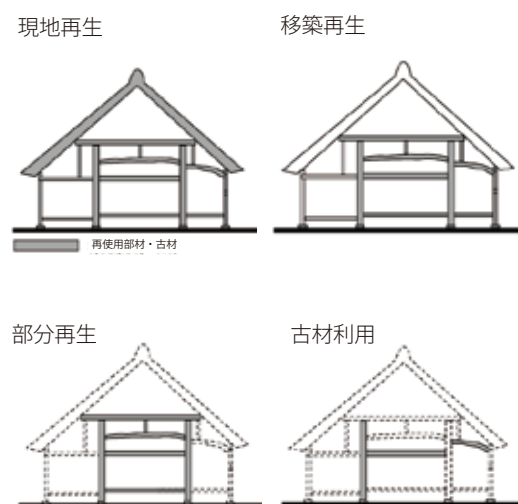 現地再生
移築再生
再使用部材・古材
部分再生
古材利用